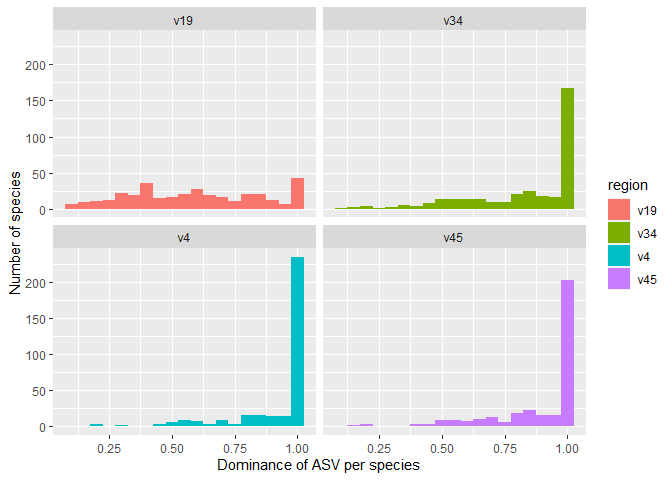 v19 v34
200
150
100
50
0
v4 v45
200
150
100
50
0
0.25 0.50 0.75 1.00 0.25 0.50 0.75 1.00
Dominance of ASV per species
Number of species
region
v19
v34
v4
v45